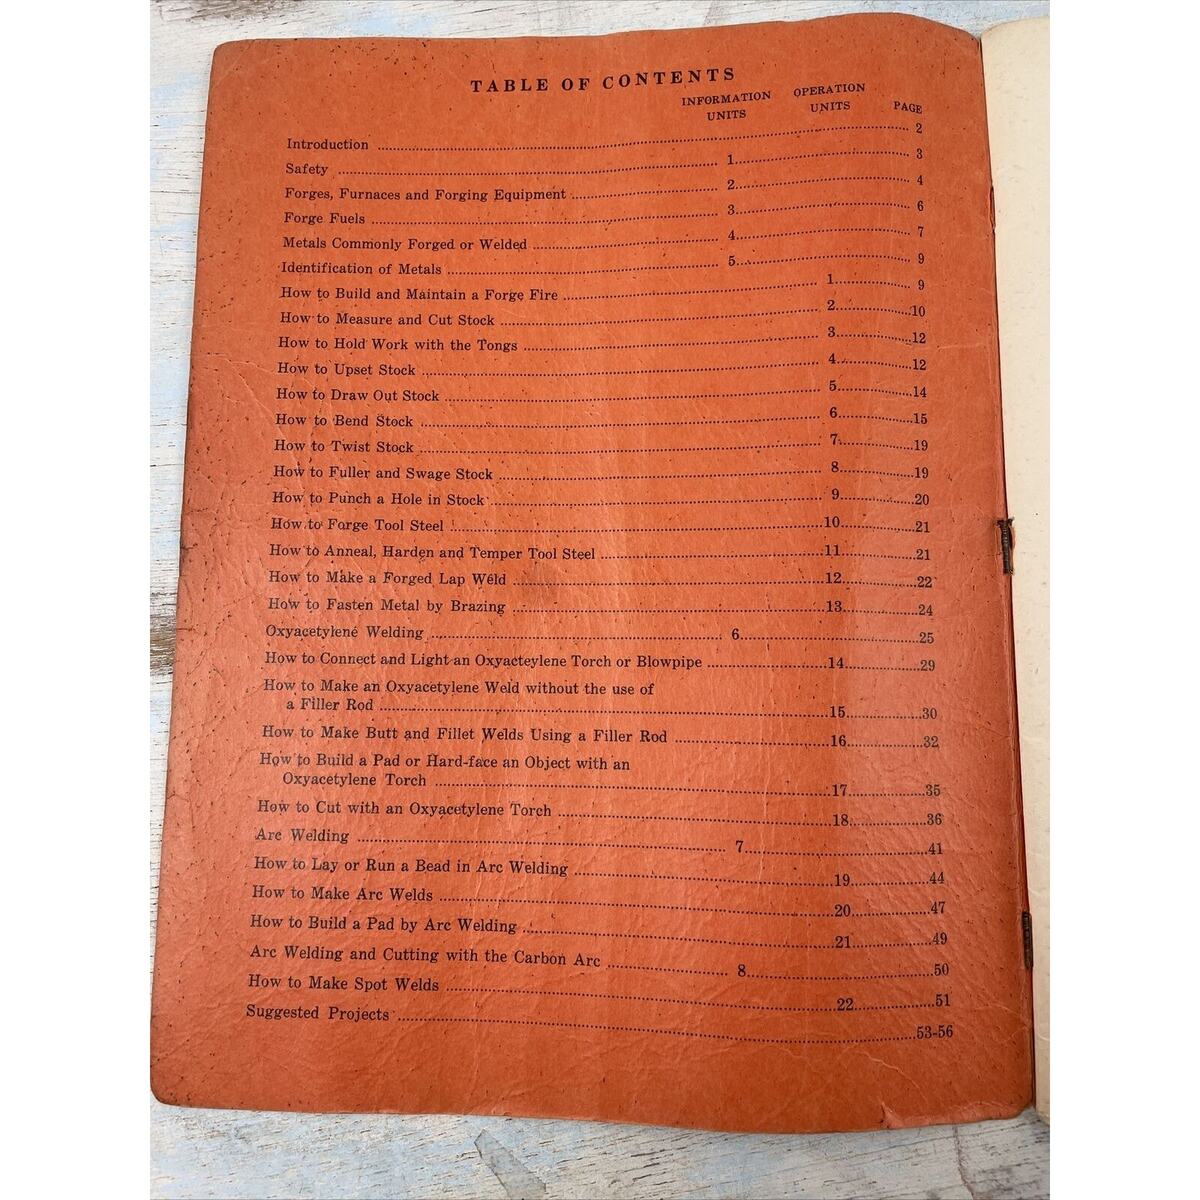 TABLE OF CONTENTS
INFORMATION UNITS OPERATION UNITS PAGE
Introduction 2
Safety 1 3
Forges, Furnaces and Forging Equipment 2 4
Forge Fuels 3 6
Metals Commonly Forged or Welded 4 7
Identification of Metals 5 9
How to Build and Maintain a Forge Fire 1 9
How to Measure and Cut Stock 2 10
How to Hold Work with the Tongs 3 12
How to Upset Stock 4 12
How to Draw Out Stock 5 14
How to Bend Stock 6 15
How to Twist Stock 7 19
How to Fuller and Swage Stock 8 19
How to Punch a Hole in Stock 9 20
How to Forge Tool Steel 10 21
How to Anneal, Harden and Temper Tool Steel 11 21
How to Make a Forged Lap Weld 12 22
How to Fasten Metal by Brazing 13 24
Oxyacetylene Welding 6 25
How to Connect and Light an Oxyacteylene Torch or Blowpipe 14 29
How to Make an Oxyacetylene Weld without the use of
a Filler Rod 15 30
How to Make Butt and Fillet Welds Using a Filler Rod 16 32
How to Build a Pad or Hard-face an Object with an
Oxyacetylene Torch 17 35
How to Cut with an Oxyacetylene Torch 18 36
Arc Welding 7 41
How to Lay or Run a Bead in Arc Welding 19 44
How to Make Arc Welds 20 47
How to Build a Pad by Arc Welding 21 49
Arc Welding and Cutting with the Carbon Arc 8 50
How to Make Spot Welds 22 51
Suggested Projects 53-56